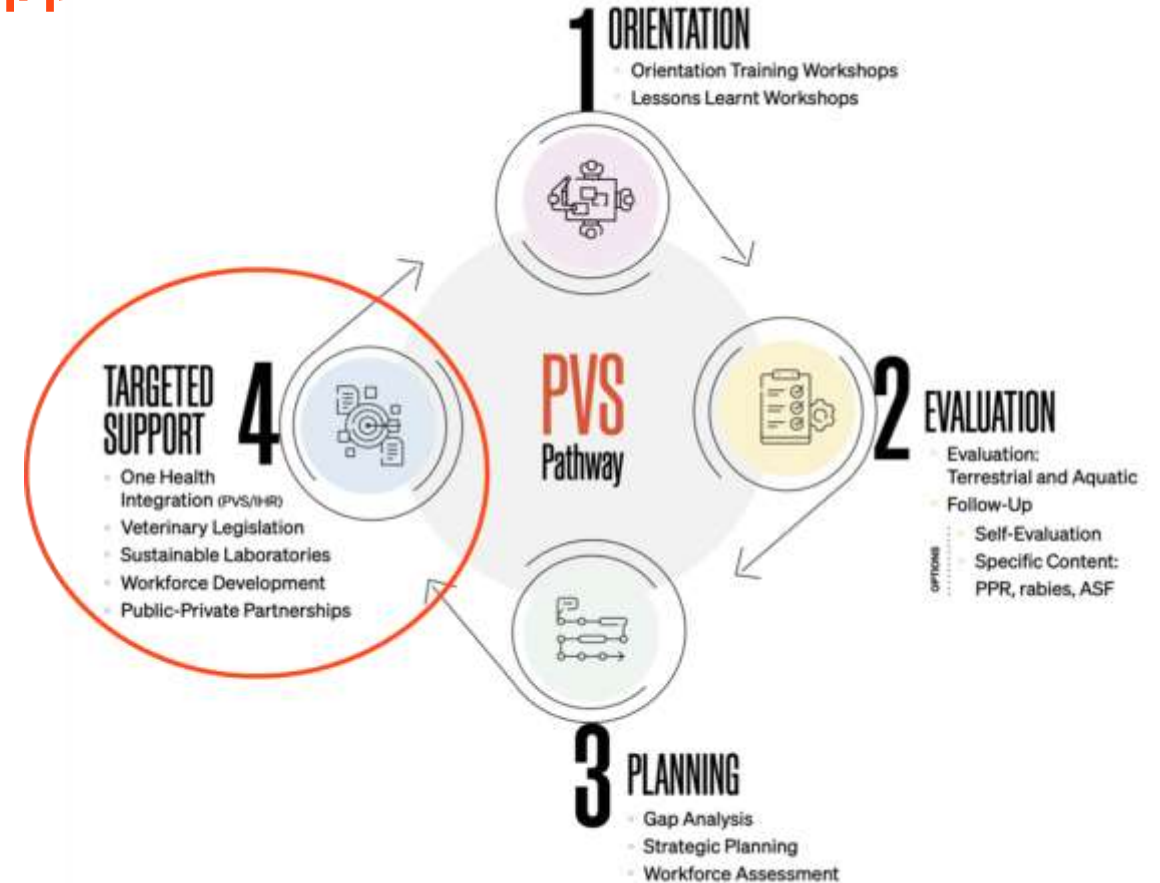 1 ORIENTATION
Orientation Training Workshops
Lessons Learnt Workshops
PVS
Pathway
2 EVALUATION
Evaluation:
Terrestrial and Aquatic
Follow-Up
OPTIONS
Self-Evaluation
Specific Content:
PPR, rabies, ASF
3 PLANNING
Gap Analysis
Strategic Planning
Workforce Assessment
TARGETED
SUPPORT 4
One Health
Integration (PVS/IHR)
Veterinary Legislation
Sustainable Laboratories
Workforce Development
Public-Private Partnerships